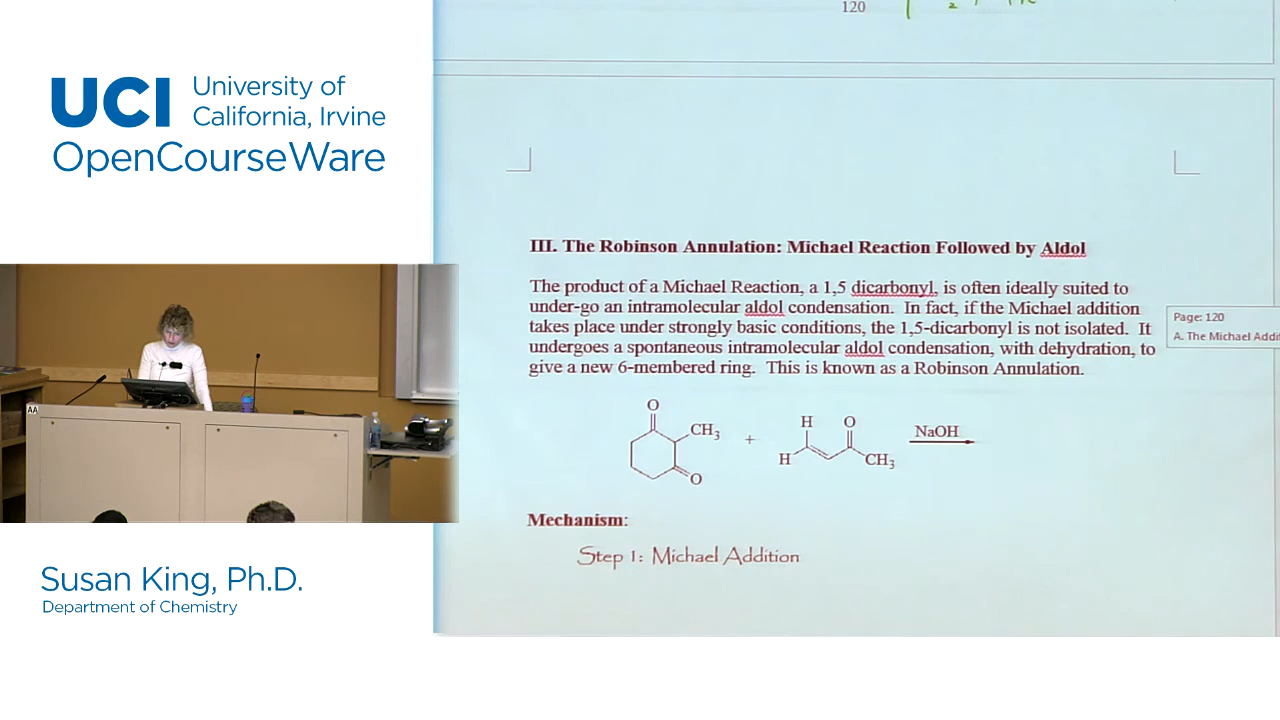 UCI University of
California, Irvine
OpenCourseWare
120
III. The Robinson Annulation: Michael Reaction Followed by Aldol
The product of a Michael Reaction, a 1,5 dicarbonyl, is often ideally suited to
under-go an intramolecular aldol condensation. In fact, if the Michael addition
takes place under strongly basic conditions, the 1,5-dicarbonyl is not isolated. It
undergoes a spontaneous intramolecular aldol condensation, with dehydration, to
give a new 6-membered ring. This is known as a Robinson Annulation.
Page: 120
A. The Michael Addit
O
CH3
O
+
H
H
O
CH3
NaOH
Mechanism:
Step 1: Michael Addition
AA
Susan King, Ph.D.
Department of Chemistry